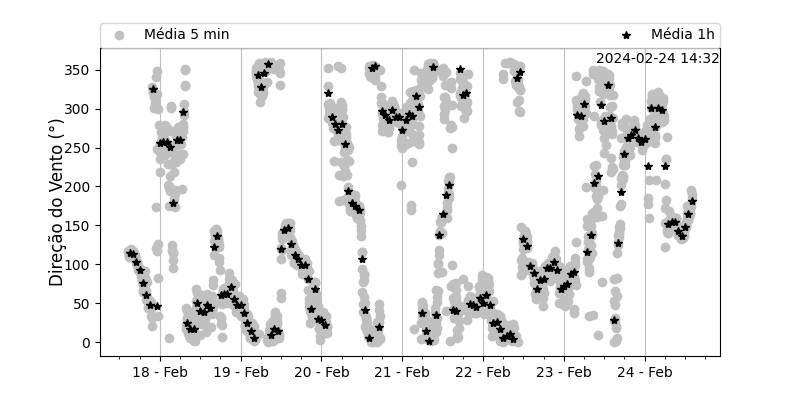 Média 5 min
Média 1h
2024-02-24 14:32
Direção do Vento (°)
350
300
250
200
150
100
50
0
18 - Feb
19 - Feb
20 - Feb
21 - Feb
22 - Feb
23 - Feb
24 - Feb